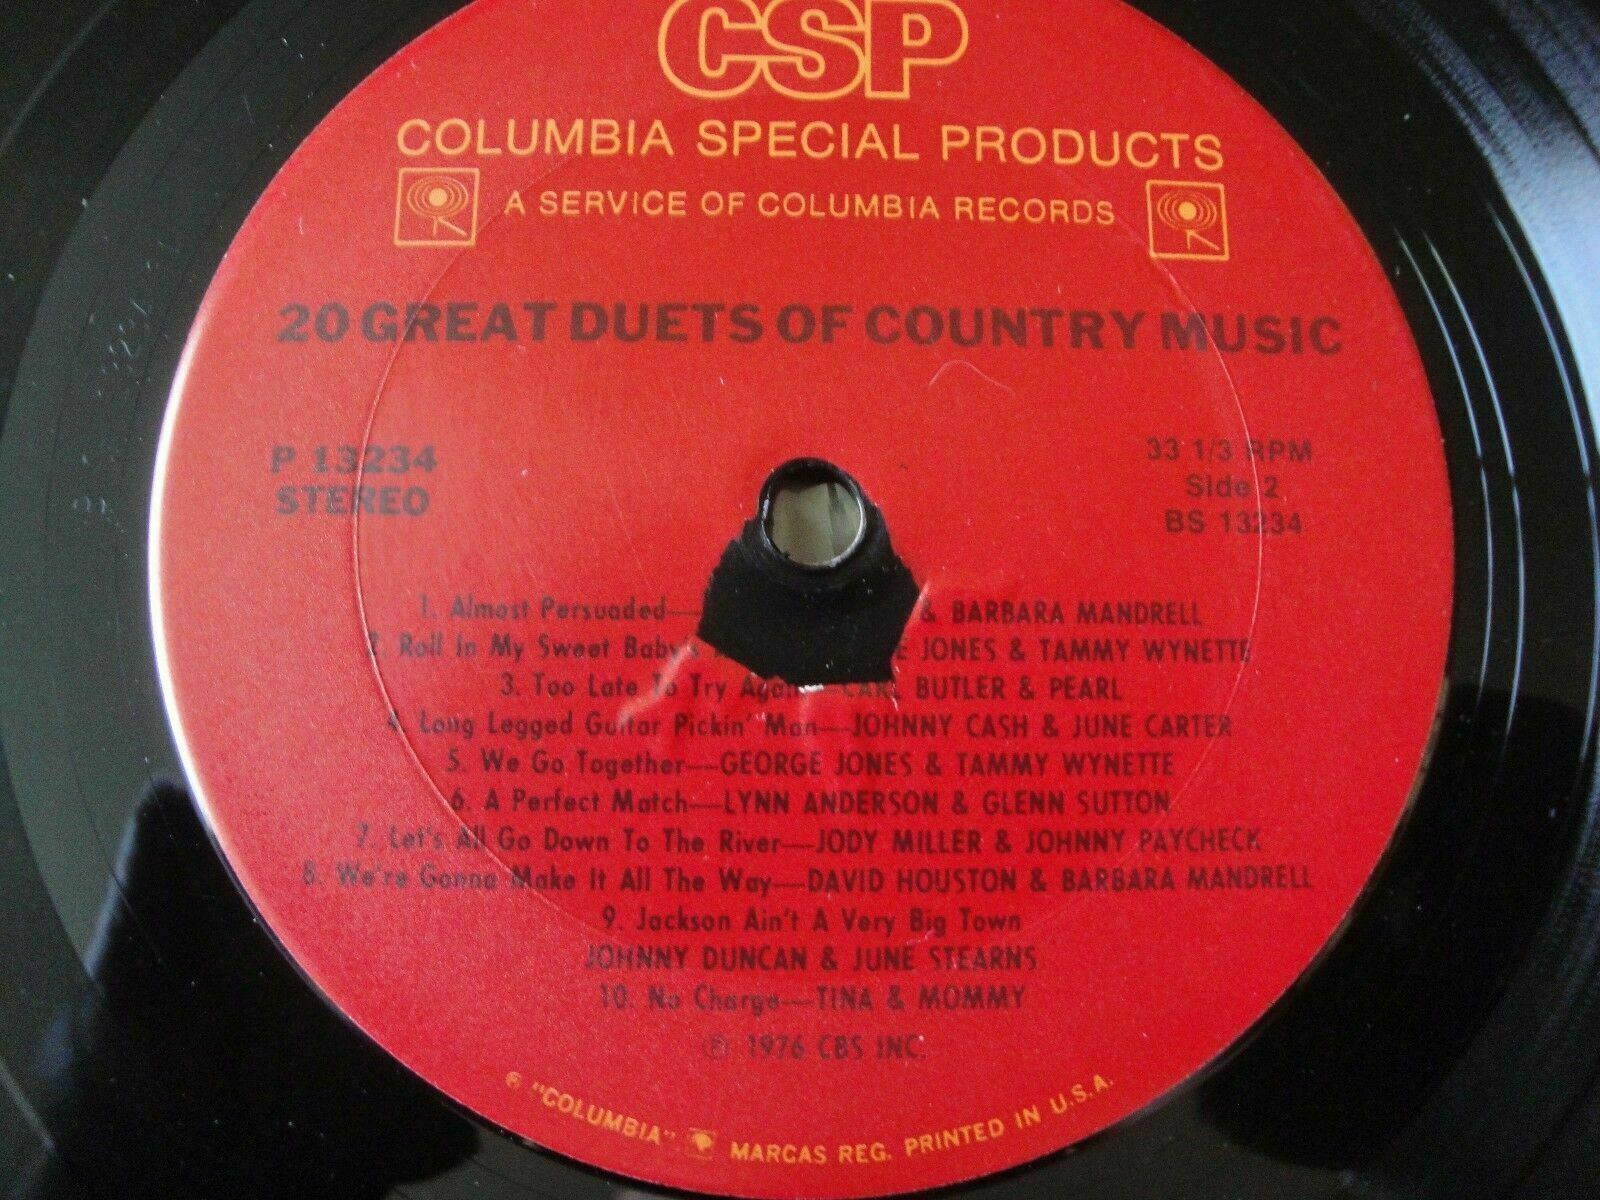 CSP
COLUMBIA SPECIAL PRODUCTS
A SERVICE OF COLUMBIA RECORDS
20 GREAT DUETS OF COUNTRY MUSIC
P 13234
STEREO
33 1/3 RPM
Side 2
BS 13234
1. Almost Persuaded— & BARBARA MANDRELL
2. Roll In My Sweet Baby's JONES & TAMMY WYNETTE
3. Too Late To Try Again—CARL BUTLER & PEARL
4. Long Legged Guitar Pickin' Man—JOHNNY CASH & JUNE CARTER
5. We Go Together—GEORGE JONES & TAMMY WYNETTE
6. A Perfect Match—LYNN ANDERSON & GLENN SUTTON
7. Let's All Go Down To The River—JODY MILLER & JOHNNY PAYCHECK
8. We're Gonna Make It All The Way—DAVID HOUSTON & BARBARA MANDRELL
9. Jackson Ain't A Very Big Town
JOHNNY DUNCAN & JUNE STEARNS
10. No Charge—TINA & MOMMY
℗ 1976 CBS INC.
® "COLUMBIA" MARCAS REG. PRINTED IN U.S.A.